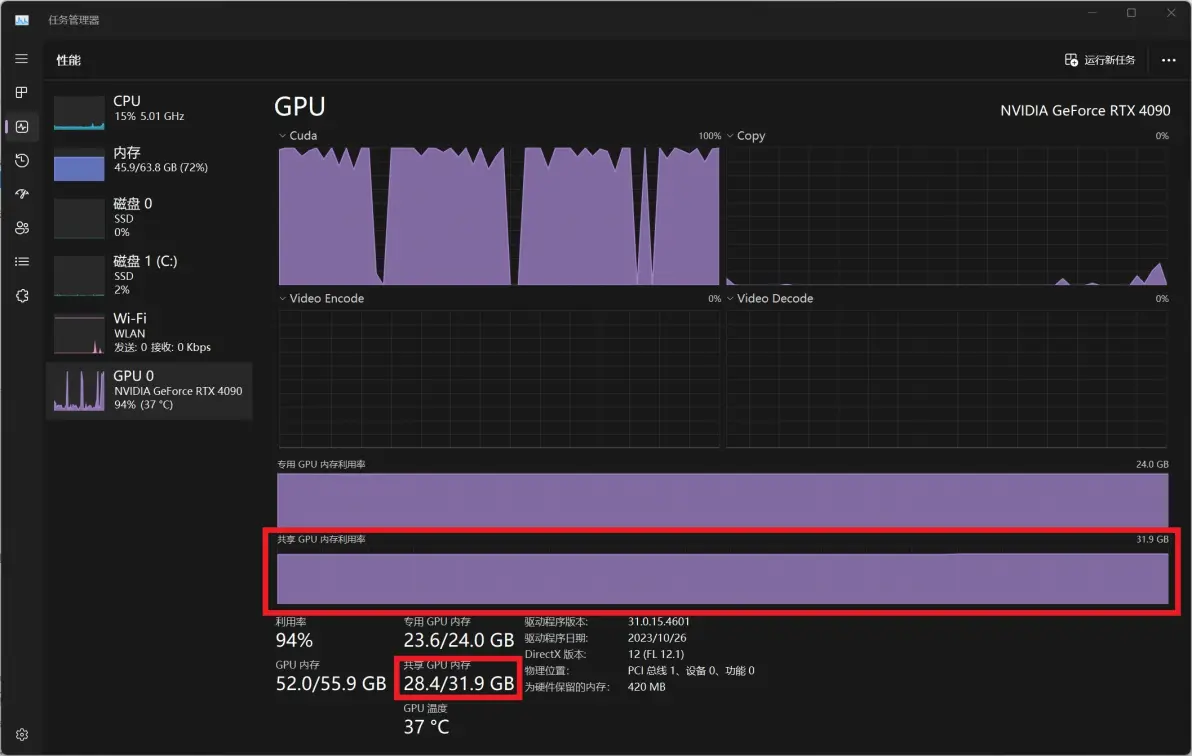 任务管理器
性能
运行新任务
CPU
15% 5.01 GHz
内存
45.9/63.8 GB (72%)
磁盘 0
SSD
0%
磁盘 1 (C:)
SSD
2%
Wi-Fi
WLAN
发送: 0 接收: 0 Kbps
GPU 0
NVIDIA GeForce RTX 4090
94% (37 °C)
GPU
NVIDIA GeForce RTX 4090
Cuda 100%
Copy 0%
Video Encode 0%
Video Decode 0%
专用 GPU 内存利用率 24.0 GB
共享 GPU 内存利用率 31.9 GB
利用率
94%
专用 GPU 内存
23.6/24.0 GB
GPU 内存
52.0/55.9 GB
共享 GPU 内存
28.4/31.9 GB
GPU 温度
37 °C
驱动程序版本: 31.0.15.4601
驱动程序日期: 2023/10/26
DirectX 版本: 12 (FL 12.1)
物理位置: PCI 总线 1、设备 0、功能 0
为硬件保留的内存: 420 MB